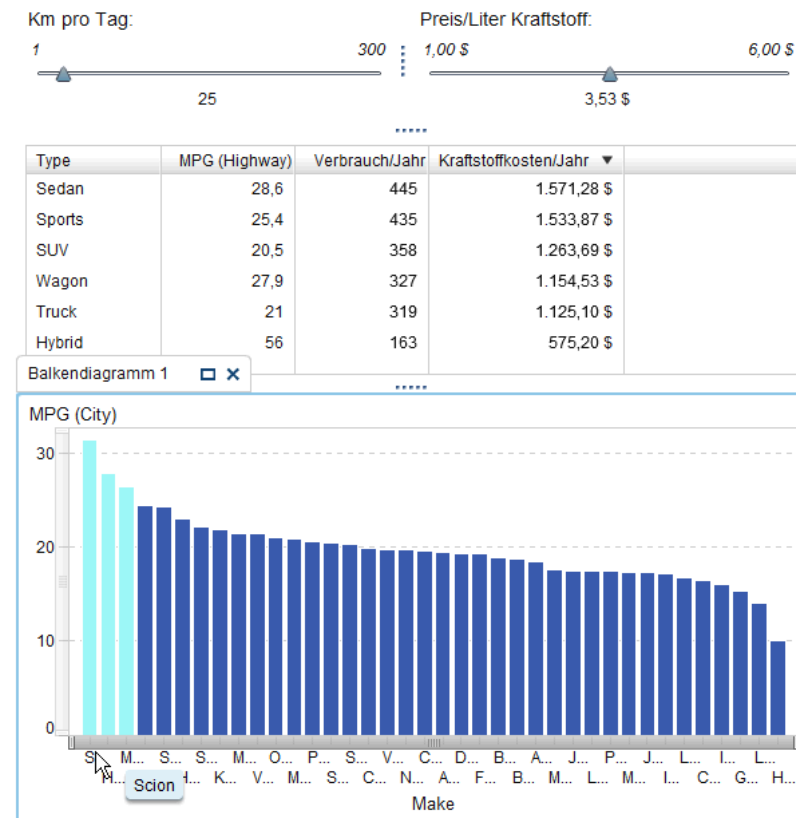 Km pro Tag: Preis/Liter Kraftstoff:
1 300 1,00 $ 6,00 $
25 3,53 $
Type MPG (Highway) Verbrauch/Jahr Kraftstoffkosten/Jahr ▼
Sedan 28,6 445 1.571,28 $
Sports 25,4 435 1.533,87 $
SUV 20,5 358 1.263,69 $
Wagon 27,9 327 1.154,53 $
Truck 21 319 1.125,10 $
Hybrid 56 163 575,20 $
Balkendiagramm 1
MPG (City)
30
20
10
0
S M... S... S... M... O... P... S... V... C... D... B... A... J... P... J... L... I... L...
H... H... K... V... M... S... C... N... A... F... B... M... L... M... I... C... G... H...
Scion
Make